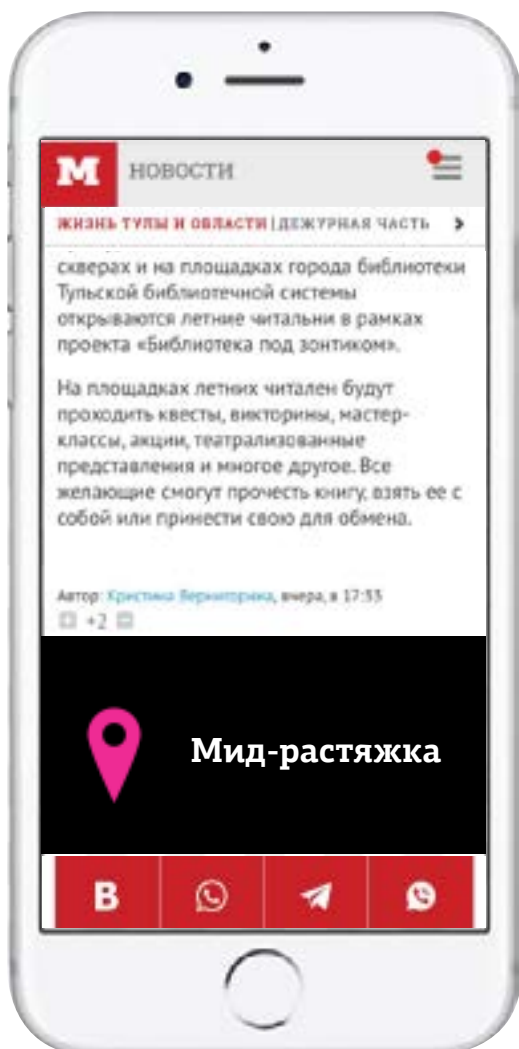 М НОВОСТИ
ЖИЗНЬ ТУЛЫ И ОБЛАСТИ | ДЕЖУРНАЯ ЧАСТЬ >
скверах и на площадках города библиотеки
Тульской библиотечной системы
открываются летние читальни в рамках
проекта «Библиотека под зонтиком».
На площадках летних читален будут
проходить квесты, викторины, мастер-
классы, акции, театрализованные
представления и многое другое. Все
желающие смогут прочесть книгу, взять ее с
собой или принести свою для обмена.
Автор: Кристина вчера, в 17:33
+2
Мид-растяжка
В